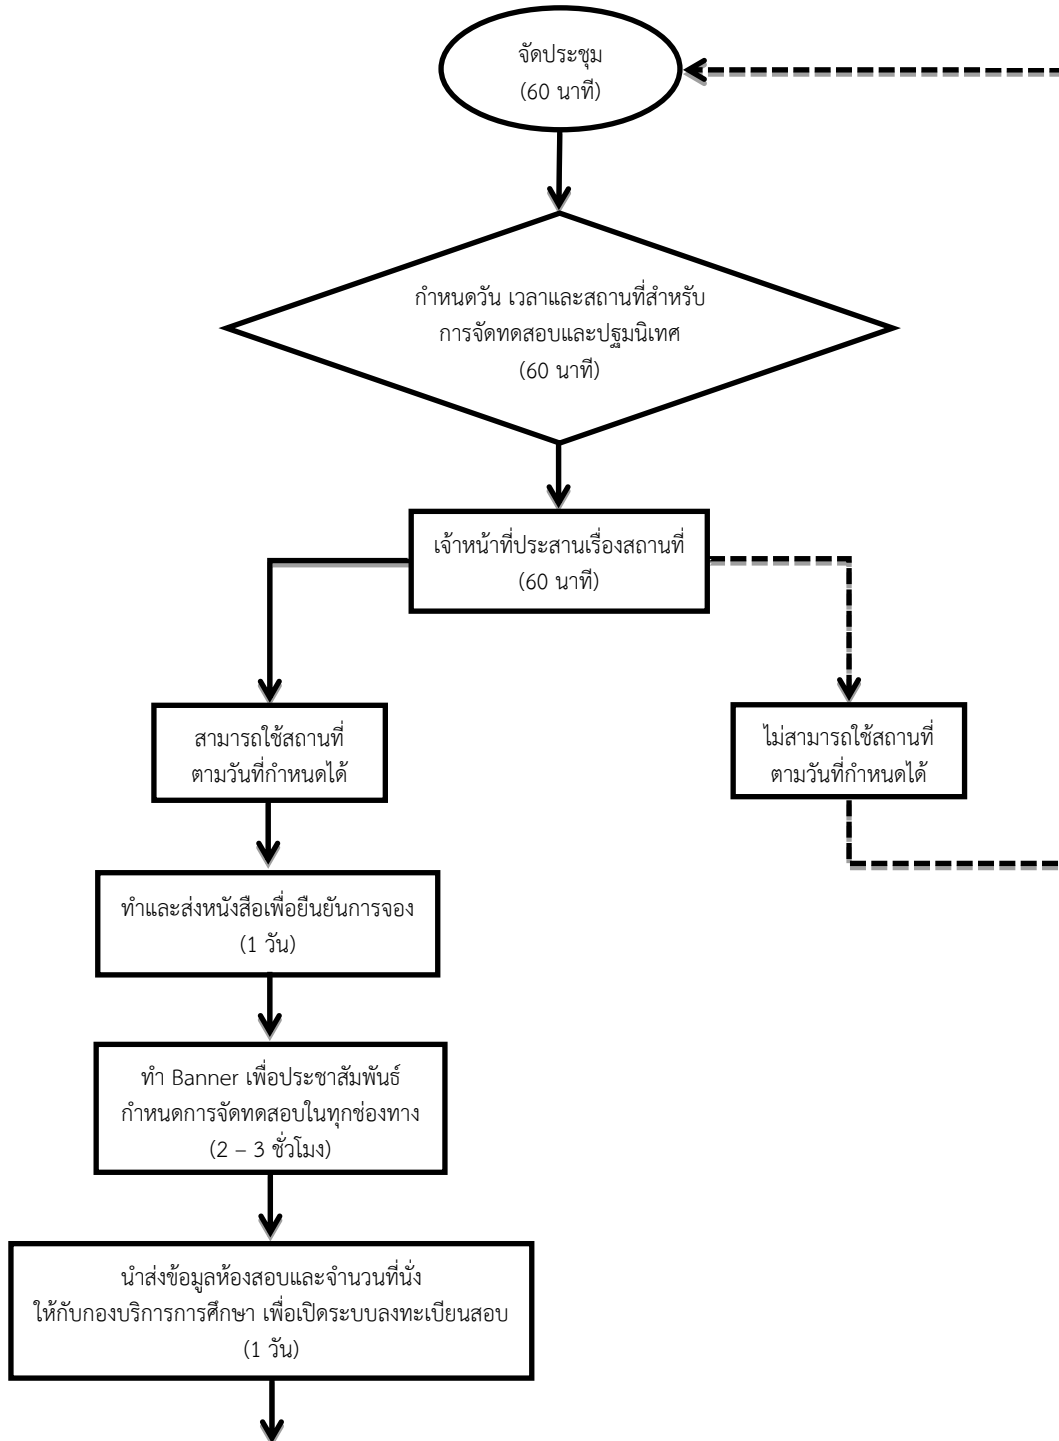 จัดประชุม
(60 นาที)
กำหนดวัน เวลาและสถานที่สำหรับ
การจัดทดสอบและปฐมนิเทศ
(60 นาที)
เจ้าหน้าที่ประสานเรื่องสถานที่
(60 นาที)
สามารถใช้สถานที่
ตามวันที่กำหนดได้
ไม่สามารถใช้สถานที่
ตามวันที่กำหนดได้
ทำและส่งหนังสือเพื่อยืนยันการจอง
(1 วัน)
ทำ Banner เพื่อประชาสัมพันธ์
กำหนดการจัดทดสอบในทุกช่องทาง
(2 – 3 ชั่วโมง)
นำส่งข้อมูลห้องสอบและจำนวนที่นั่ง
ให้กับกองบริการการศึกษา เพื่อเปิดระบบลงทะเบียนสอบ
(1 วัน)